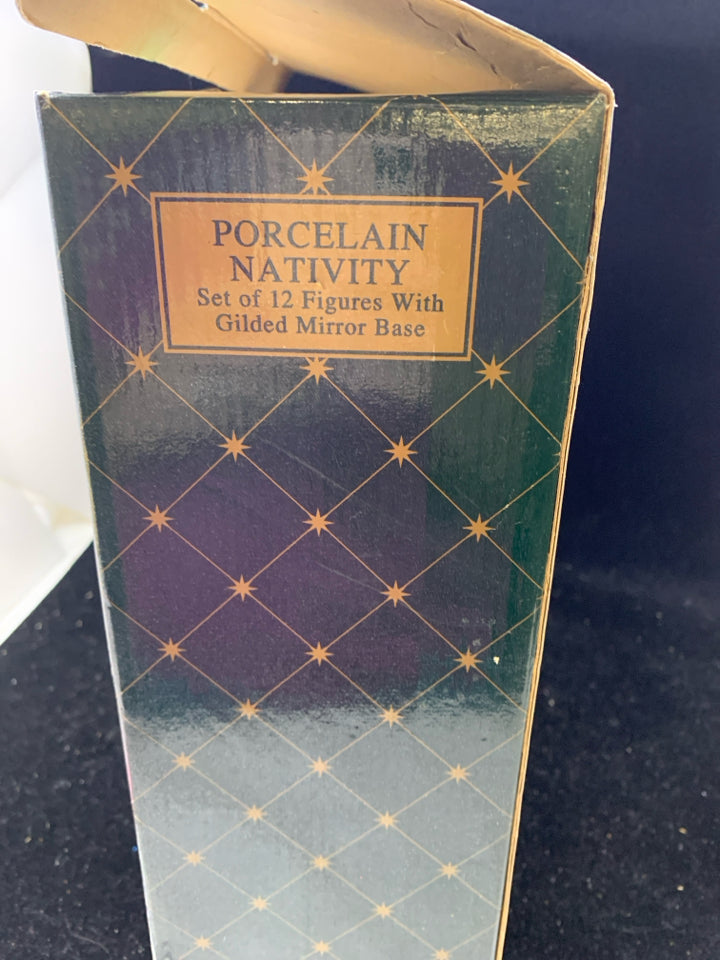 PORCELAIN
NATIVITY
Set of 12 Figures With
Gilded Mirror Base